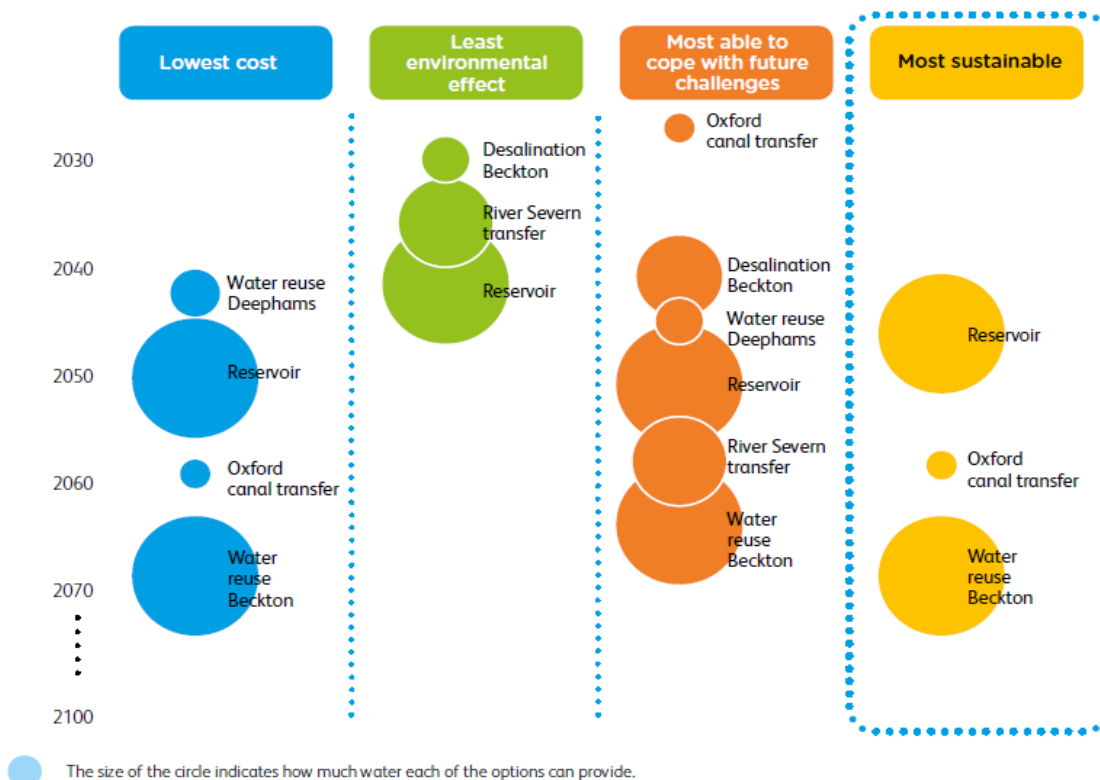 Lowest cost
Least
environmental
effect
Most able to
cope with future
challenges
Most sustainable
2030
2040
2050
2060
2070
2100
Water reuse
Deephams
Reservoir
Oxford
canal transfer
Water
reuse
Beckton
Desalination
Beckton
River Severn
transfer
Reservoir
Oxford
canal transfer
Desalination
Beckton
Water reuse
Deephams
Reservoir
River Severn
transfer
Water
reuse
Beckton
Reservoir
Oxford
canal transfer
Water
reuse
Beckton
The size of the circle indicates how much water each of the options can provide.